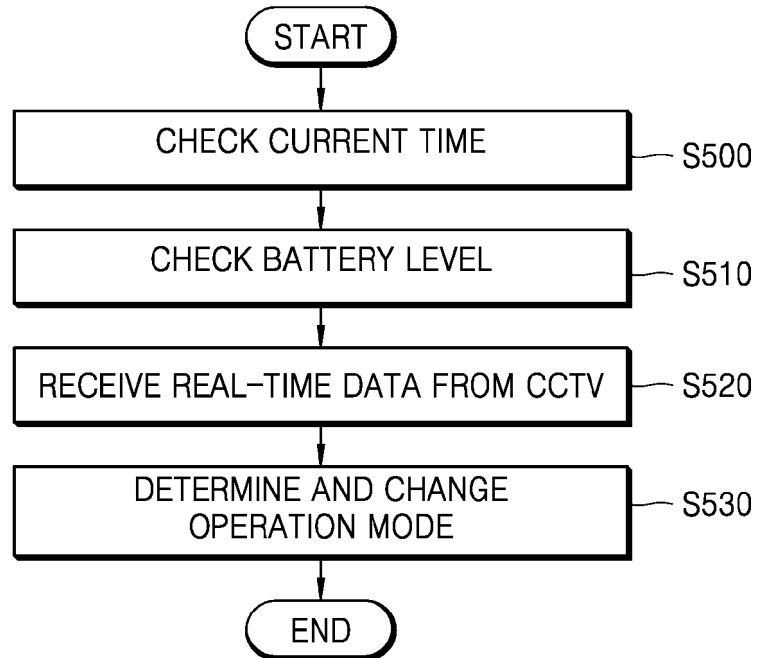 START
CHECK CURRENT TIME
S500
CHECK BATTERY LEVEL
S510
RECEIVE REAL-TIME DATA FROM CCTV
S520
DETERMINE AND CHANGE
OPERATION MODE
S530
END